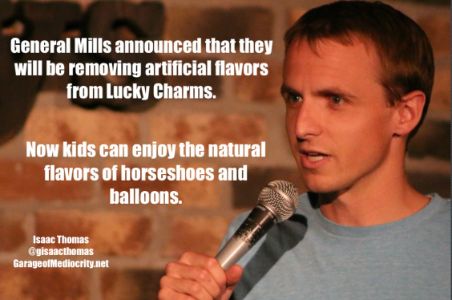 General Mills announced that they
will be removing artificial flavors
from Lucky Charms.
Now kids can enjoy the natural
flavors of horseshoes and
balloons.
Isaac Thomas
@gisaacthomas
GarageofMediocrity.net